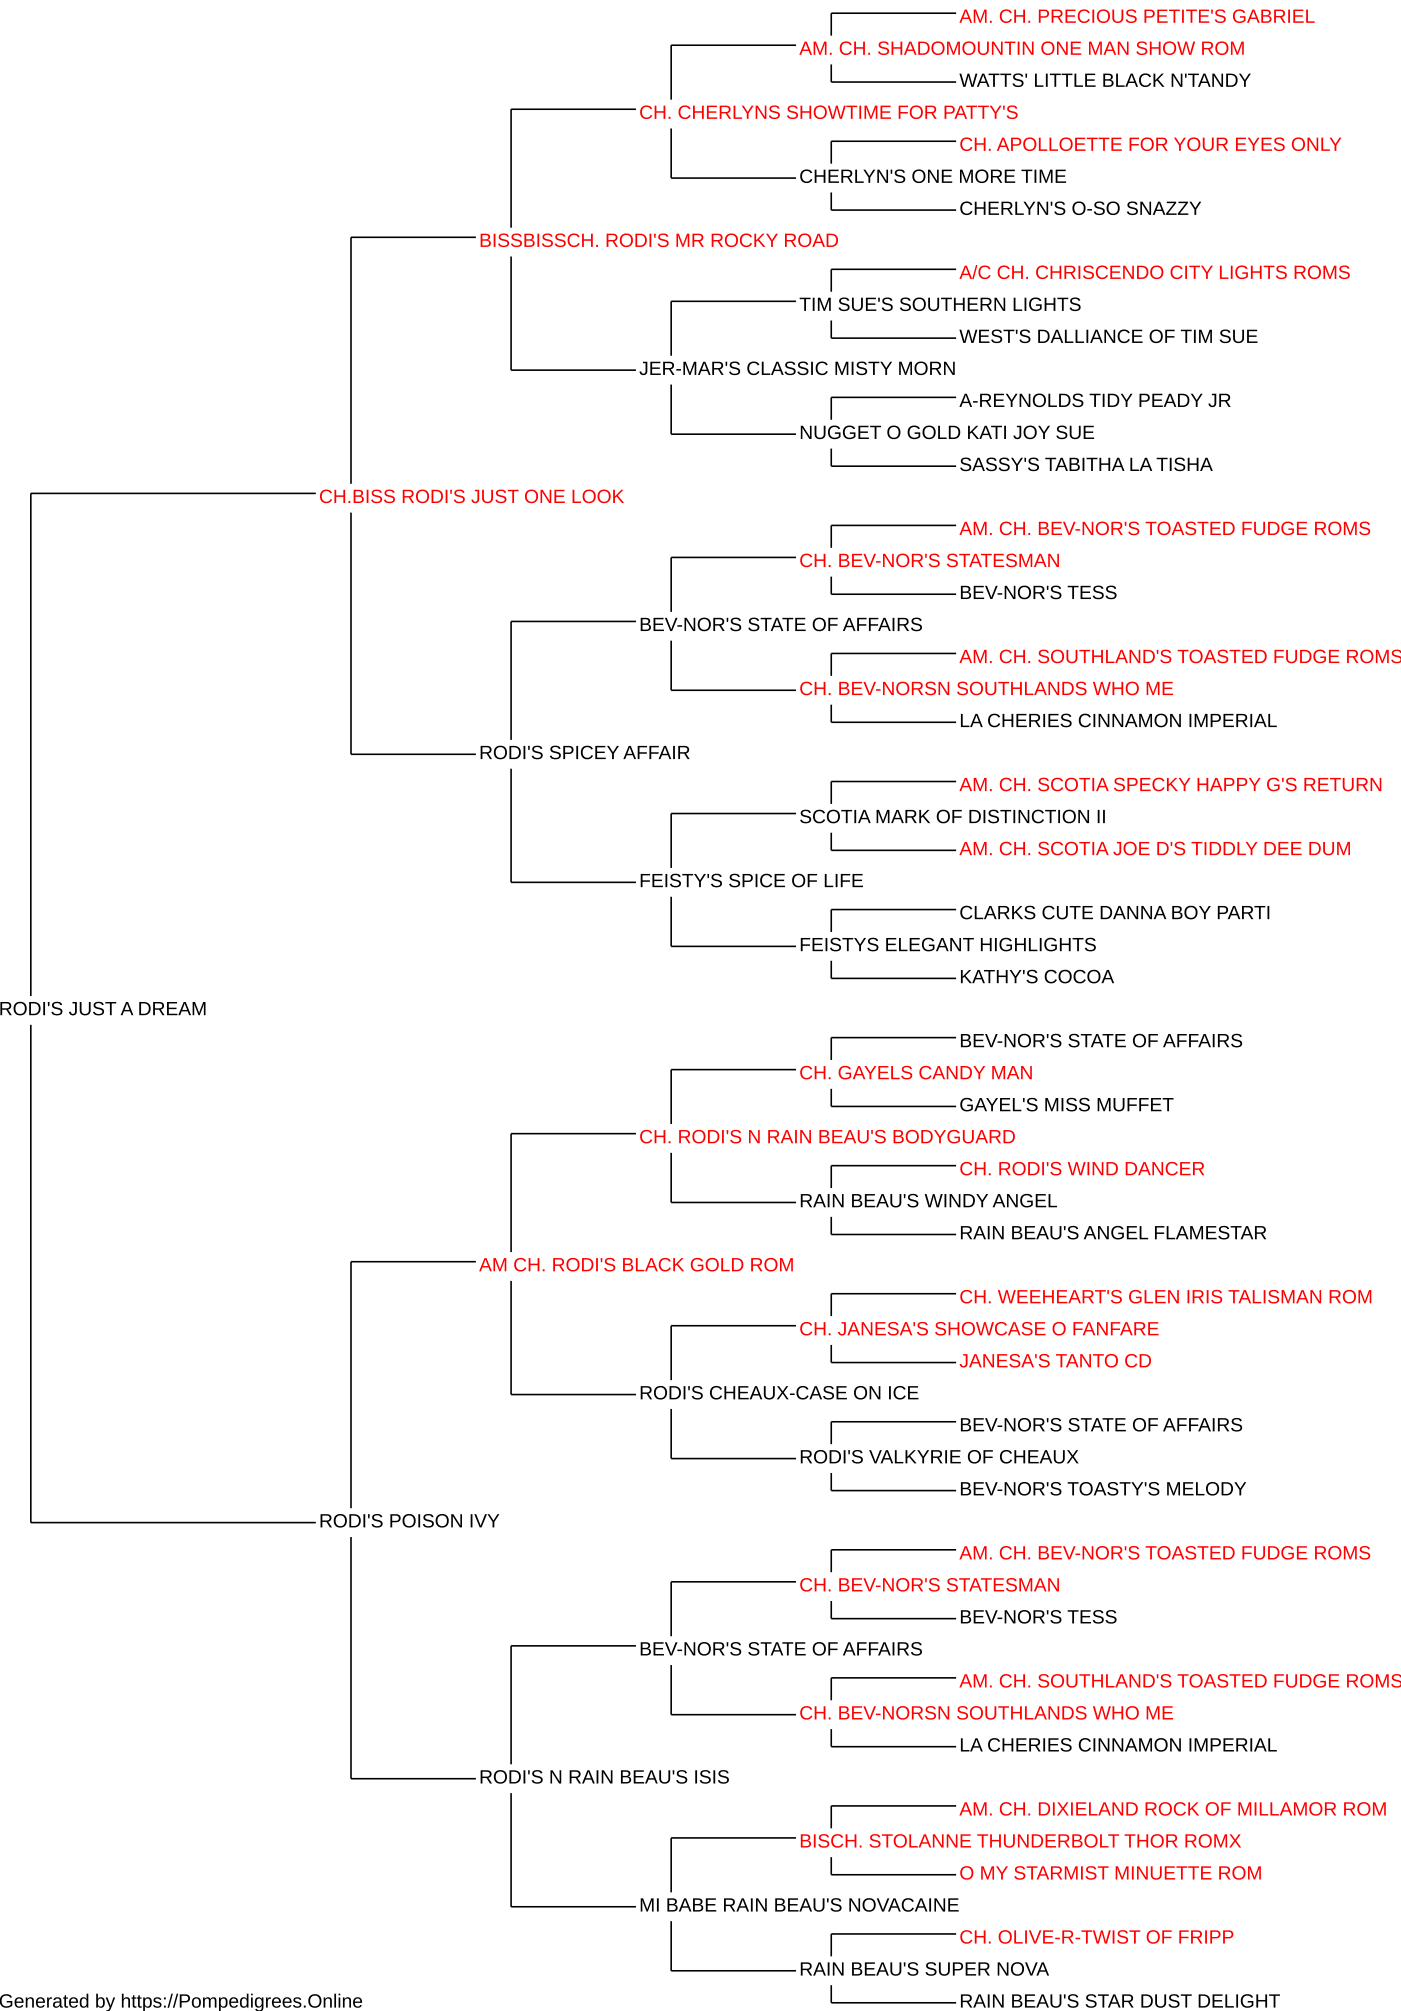 AM. CH. PRECIOUS PETITE'S GABRIEL
AM. CH. SHADOMOUNTIN ONE MAN SHOW ROM
WATTS' LITTLE BLACK N'TANDY
CH. CHERLYNS SHOWTIME FOR PATTY'S
CH. APOLLOETTE FOR YOUR EYES ONLY
CHERLYN'S ONE MORE TIME
CHERLYN'S O-SO SNAZZY
BISSBISSCH. RODI'S MR ROCKY ROAD
A/C CH. CHRISCENDO CITY LIGHTS ROMS
TIM SUE'S SOUTHERN LIGHTS
WEST'S DALLIANCE OF TIM SUE
JER-MAR'S CLASSIC MISTY MORN
A-REYNOLDS TIDY PEADY JR
NUGGET O GOLD KATI JOY SUE
SASSY'S TABITHA LA TISHA
CH.BISS RODI'S JUST ONE LOOK
AM. CH. BEV-NOR'S TOASTED FUDGE ROMS
CH. BEV-NOR'S STATESMAN
BEV-NOR'S TESS
BEV-NOR'S STATE OF AFFAIRS
AM. CH. SOUTHLAND'S TOASTED FUDGE ROMS
CH. BEV-NORSN SOUTHLANDS WHO ME
LA CHERIES CINNAMON IMPERIAL
RODI'S SPICEY AFFAIR
AM. CH. SCOTIA SPECKY HAPPY G'S RETURN
SCOTIA MARK OF DISTINCTION II
AM. CH. SCOTIA JOE D'S TIDDLY DEE DUM
FEISTY'S SPICE OF LIFE
CLARKS CUTE DANNA BOY PARTI
FEISTYS ELEGANT HIGHLIGHTS
KATHY'S COCOA
RODI'S JUST A DREAM
BEV-NOR'S STATE OF AFFAIRS
CH. GAYELS CANDY MAN
GAYEL'S MISS MUFFET
CH. RODI'S N RAIN BEAU'S BODYGUARD
CH. RODI'S WIND DANCER
RAIN BEAU'S WINDY ANGEL
RAIN BEAU'S ANGEL FLAMESTAR
AM CH. RODI'S BLACK GOLD ROM
CH. WEEHEART'S GLEN IRIS TALISMAN ROM
CH. JANESA'S SHOWCASE O FANFARE
JANESA'S TANTO CD
RODI'S CHEAUX-CASE ON ICE
BEV-NOR'S STATE OF AFFAIRS
RODI'S VALKYRIE OF CHEAUX
BEV-NOR'S TOASTY'S MELODY
RODI'S POISON IVY
AM. CH. BEV-NOR'S TOASTED FUDGE ROMS
CH. BEV-NOR'S STATESMAN
BEV-NOR'S TESS
BEV-NOR'S STATE OF AFFAIRS
AM. CH. SOUTHLAND'S TOASTED FUDGE ROMS
CH. BEV-NORSN SOUTHLANDS WHO ME
LA CHERIES CINNAMON IMPERIAL
RODI'S N RAIN BEAU'S ISIS
AM. CH. DIXIELAND ROCK OF MILLAMOR ROM
BISCH. STOLANNE THUNDERBOLT THOR ROMX
O MY STARMIST MINUETTE ROM
MI BABE RAIN BEAU'S NOVACAINE
CH. OLIVE-R-TWIST OF FRIPP
RAIN BEAU'S SUPER NOVA
RAIN BEAU'S STAR DUST DELIGHT
Generated by https://Pompedigrees.Online